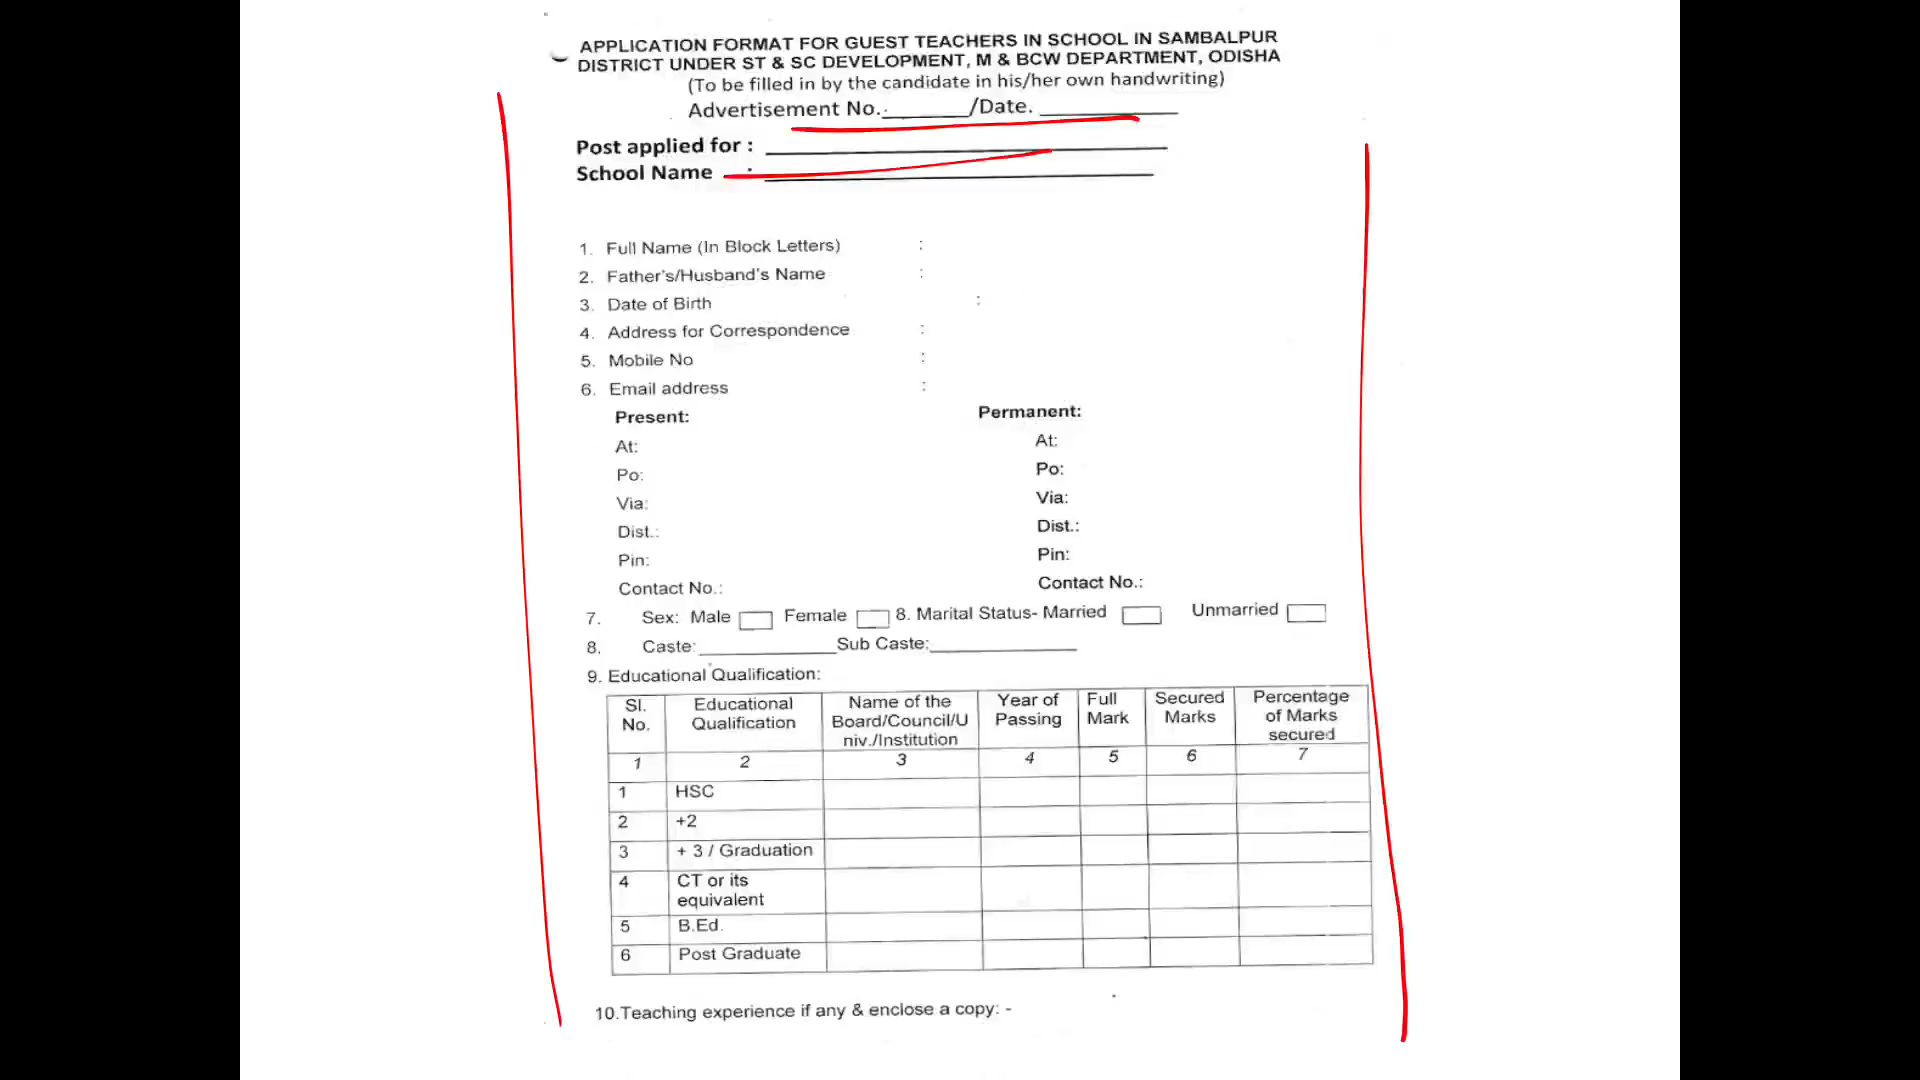 APPLICATION FORMAT FOR GUEST TEACHERS IN SCHOOL IN SAMBALPUR
DISTRICT UNDER ST & SC DEVELOPMENT, M & BCW DEPARTMENT, ODISHA
(To be filled in by the candidate in his/her own handwriting)
Advertisement No.________/Date. ____________
Post applied for : ____________________
School Name : ____________________
1. Full Name (In Block Letters) :
2. Father's/Husband's Name :
3. Date of Birth :
4. Address for Correspondence :
5. Mobile No :
6. Email address :
Present: Permanent:
At: At:
Po: Po:
Via: Via:
Dist.: Dist.:
Pin: Pin:
Contact No.: Contact No.:
7. Sex: Male Female 8. Marital Status- Married Unmarried
8. Caste:______________Sub Caste:______________
9. Educational Qualification:
Sl. No. Educational Qualification Name of the Board/Council/Univ./Institution Year of Passing Full Mark Secured Marks Percentage of Marks secured
1 2 3 4 5 6 7
1 HSC
2 +2
3 + 3 / Graduation
4 CT or its equivalent
5 B.Ed.
6 Post Graduate
10.Teaching experience if any & enclose a copy: -